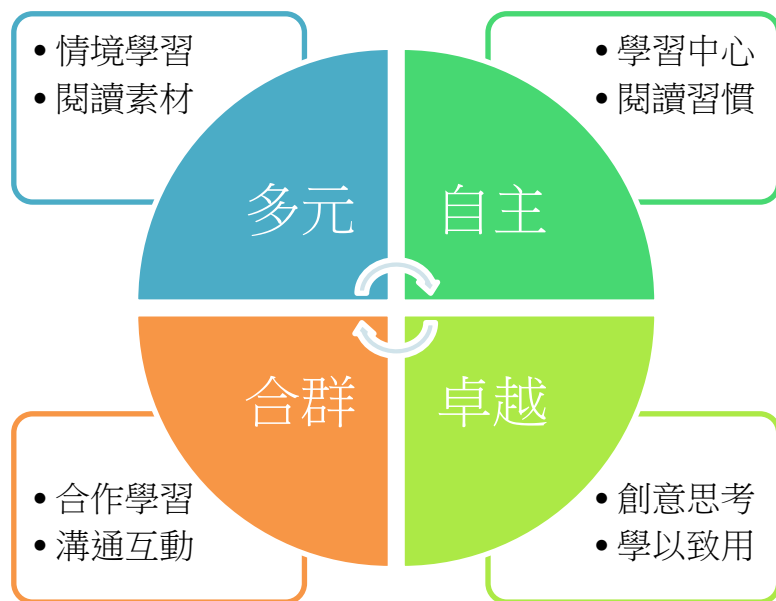 • 情境學習
• 閱讀素材
• 學習中心
• 閱讀習慣
多元
自主
合群
卓越
• 合作學習
• 溝通互動
• 創意思考
• 學以致用